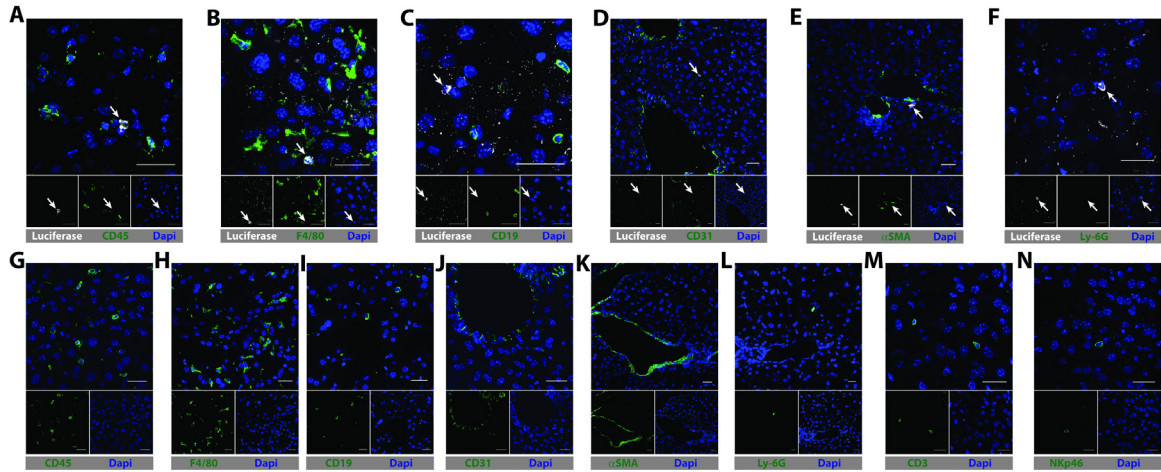 A B C D E F
Luciferase CD45 Dapi Luciferase F4/80 Dapi Luciferase CD19 Dapi Luciferase CD31 Dapi Luciferase αSMA Dapi Luciferase Ly-6G Dapi
G H I J K L M N
CD45 Dapi F4/80 Dapi CD19 Dapi CD31 Dapi αSMA Dapi Ly-6G Dapi CD3 Dapi NKp46 Dapi